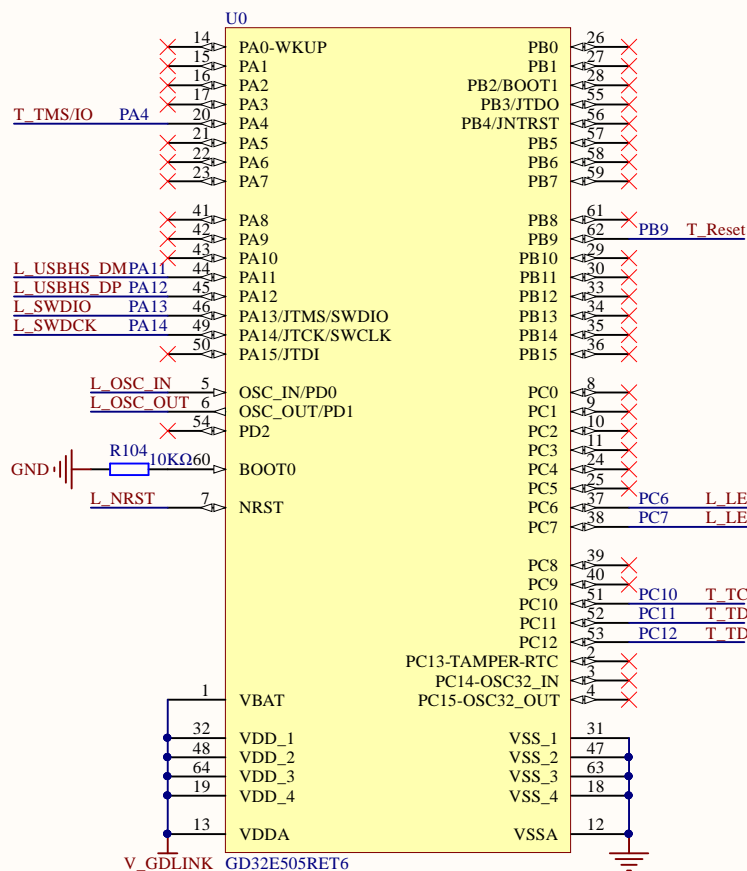 U0
14 PA0-WKUP PB0 26
15 PA1 PB1 27
16 PA2 PB2/BOOT1 28
17 PA3 PB3/JTDO 55
T_TMS/IO PA4 20 PA4 PB4/JNTRST 56
21 PA5 PB5 57
22 PA6 PB6 58
23 PA7 PB7 59
41 PA8 PB8 61
42 PA9 PB9 62 PB9 T_Reset
43 PA10 PB10 29
L_USBHS_DM PA11 44 PA11 PB11 30
L_USBHS_DP PA12 45 PA12 PB12 33
L_SWDIO PA13 46 PA13/JTMS/SWDIO PB13 34
L_SWDCK PA14 49 PA14/JTCK/SWCLK PB14 35
50 PA15/JTDI PB15 36
L_OSC_IN 5 OSC_IN/PD0 PC0 8
L_OSC_OUT 6 OSC_OUT/PD1 PC1 9
54 PD2 PC2 10
PC3 11
R104
GND 10KΩ 60 BOOT0 PC4 24
PC5 25
L_NRST 7 NRST PC6 37 PC6 L_LE
PC7 38 PC7 L_LE
PC8 39
PC9 40
PC10 51 PC10 T_TC
PC11 52 PC11 T_TD
PC12 53 PC12 T_TD
PC13-TAMPER-RTC 2
PC14-OSC32_IN 3
1 VBAT PC15-OSC32_OUT 4
32 VDD_1 VSS_1 31
48 VDD_2 VSS_2 47
64 VDD_3 VSS_3 63
19 VDD_4 VSS_4 18
13 VDDA VSSA 12
V_GDLINK GD32E505RET6